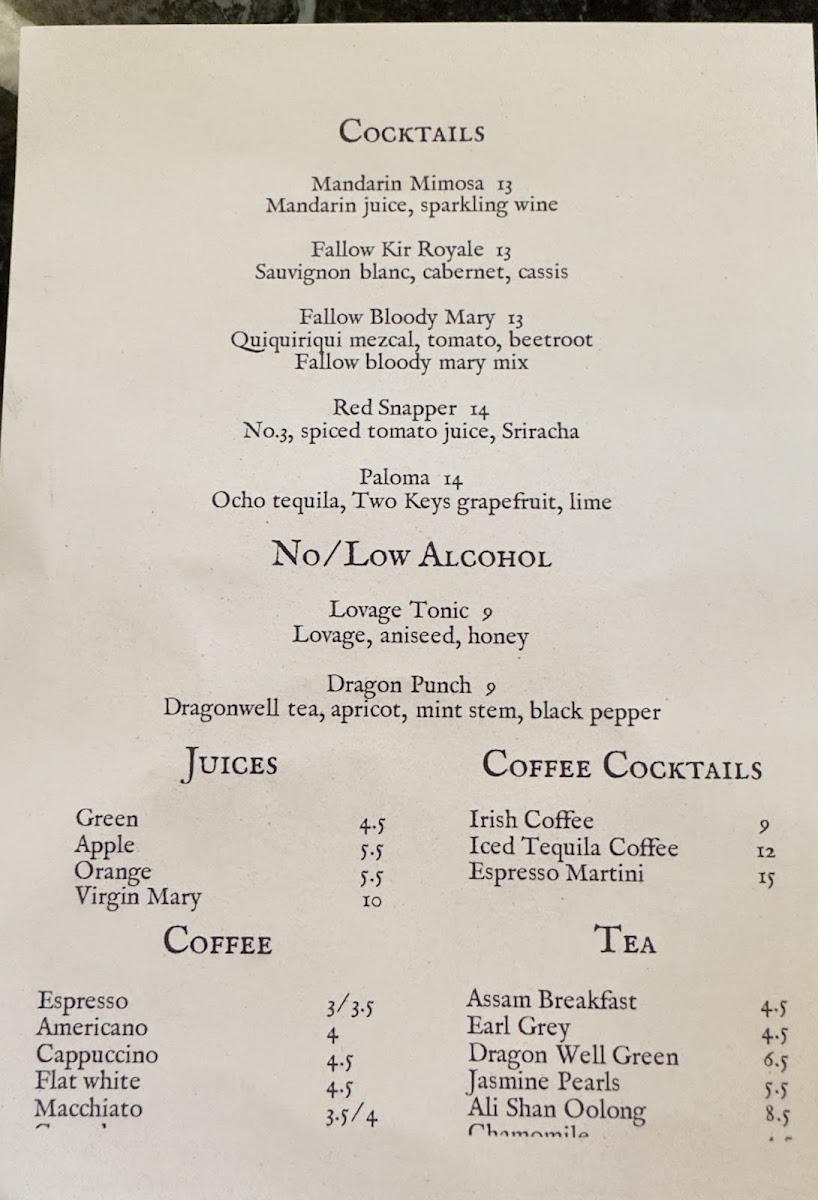 Cocktails
Mandarin Mimosa 13
Mandarin juice, sparkling wine
Fallow Kir Royale 13
Sauvignon blanc, cabernet, cassis
Fallow Bloody Mary 13
Quiquiriqui mezcal, tomato, beetroot
Fallow bloody mary mix
Red Snapper 14
No.3, spiced tomato juice, Sriracha
Paloma 14
Ocho tequila, Two Keys grapefruit, lime
No/Low Alcohol
Lovage Tonic 9
Lovage, aniseed, honey
Dragon Punch 9
Dragonwell tea, apricot, mint stem, black pepper
Juices
Green 4.5
Apple 5.5
Orange 5.5
Virgin Mary 10
Coffee Cocktails
Irish Coffee 9
Iced Tequila Coffee 12
Espresso Martini 15
Coffee
Espresso 3/3.5
Americano 4
Cappuccino 4.5
Flat white 4.5
Macchiato 3.5/4
Tea
Assam Breakfast 4.5
Earl Grey 4.5
Dragon Well Green 6.5
Jasmine Pearls 5.5
Ali Shan Oolong 8.5
Chamomile